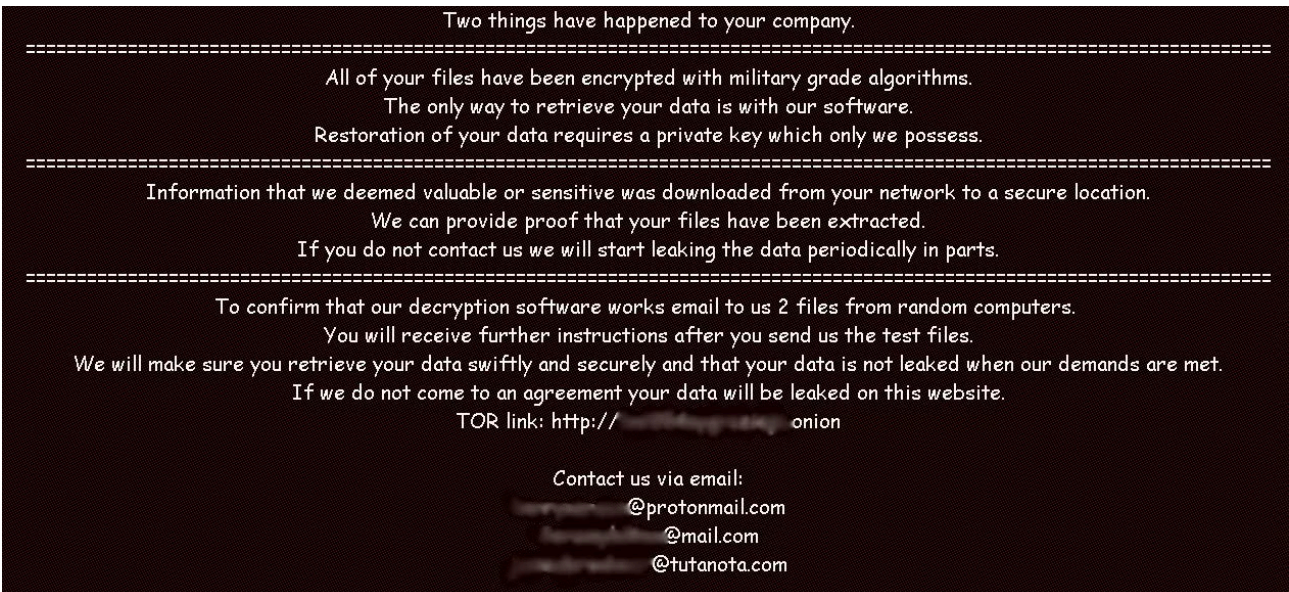 Two things have happened to your company.
========================================================================================================================
All of your files have been encrypted with military grade algorithms.
The only way to retrieve your data is with our software.
Restoration of your data requires a private key which only we possess.
========================================================================================================================
Information that we deemed valuable or sensitive was downloaded from your network to a secure location.
We can provide proof that your files have been extracted.
If you do not contact us we will start leaking the data periodically in parts.
========================================================================================================================
To confirm that our decryption software works email to us 2 files from random computers.
You will receive further instructions after you send us the test files.
We will make sure you retrieve your data swiftly and securely and that your data is not leaked when our demands are met.
If we do not come to an agreement your data will be leaked on this website.
TOR link: http:// onion
Contact us via email:
@protonmail.com
@mail.com
@tutanota.com